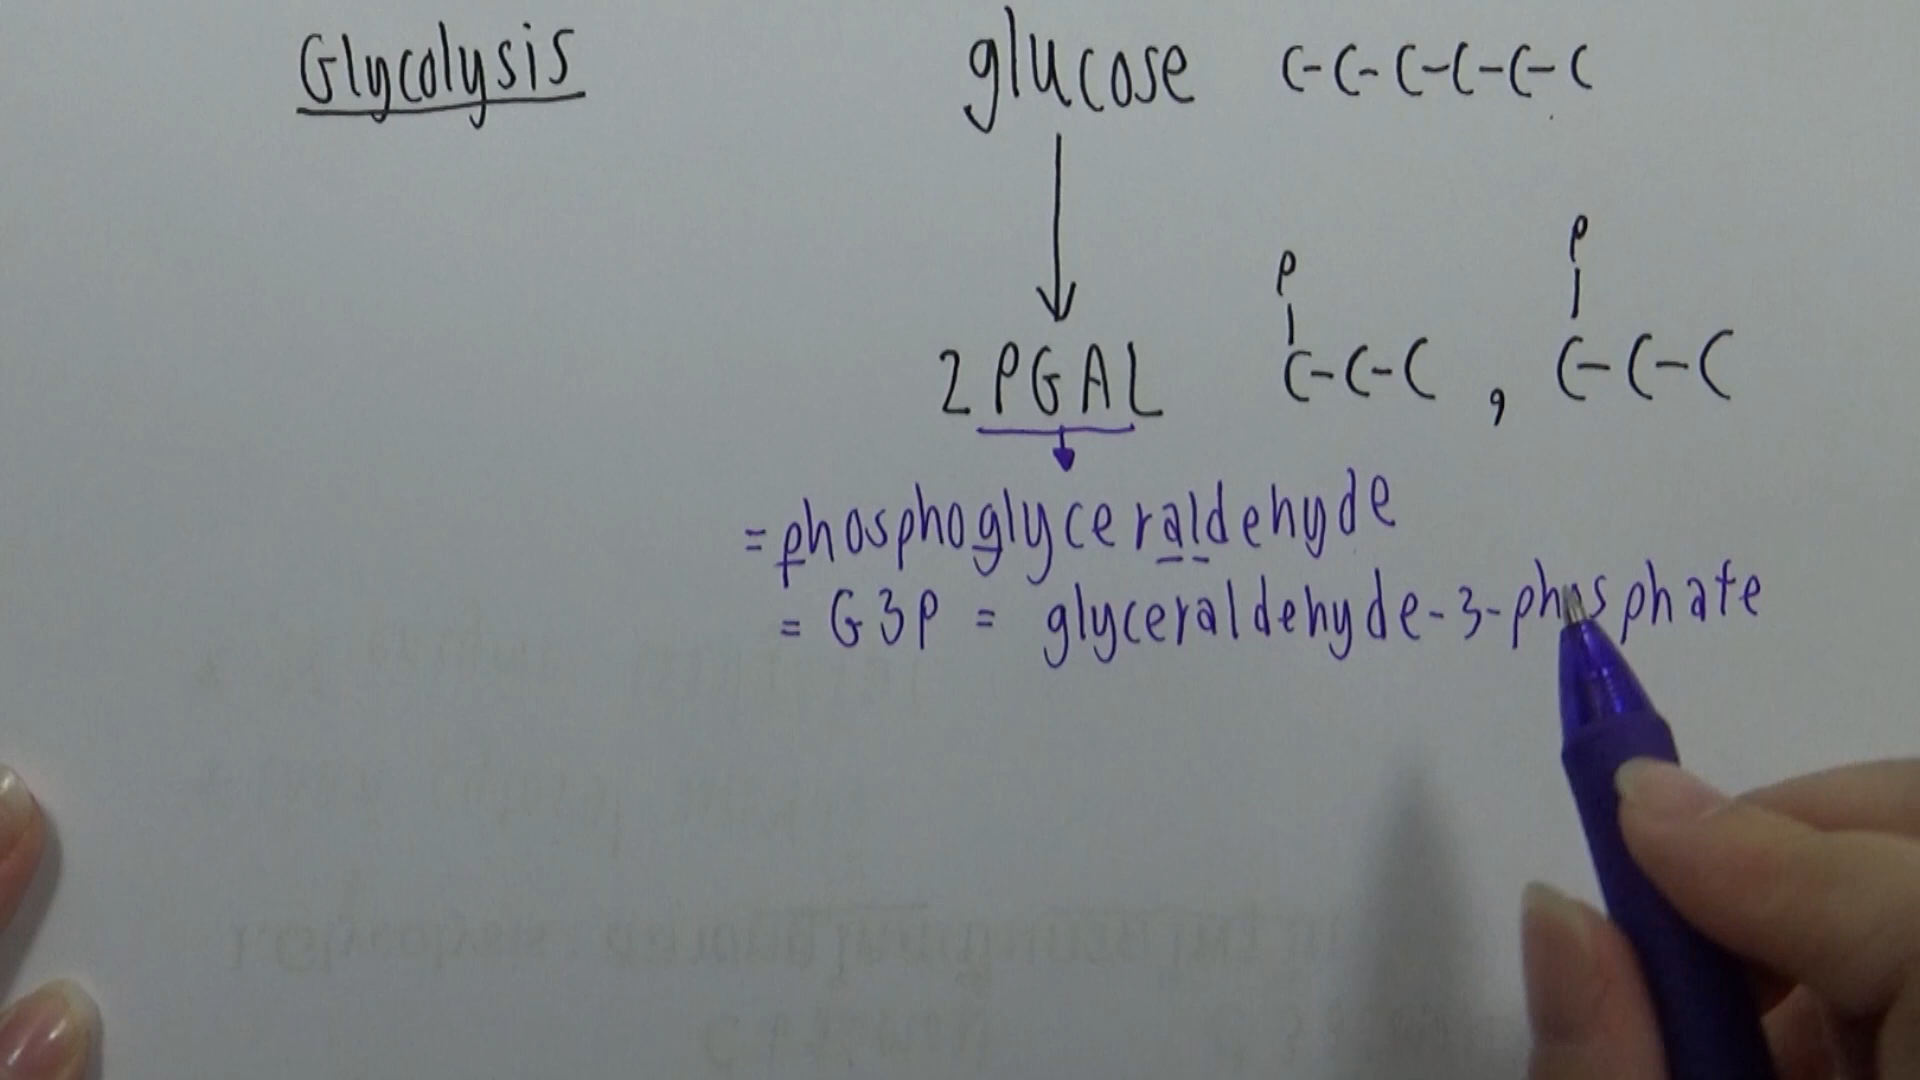 Glycolysis
glucose C-C-C-C-C-C
P P
2 PGAL C-C-C , C-C-C
= phosphoglyceraldehyde
= G3P = glyceraldehyde-3-phosphate